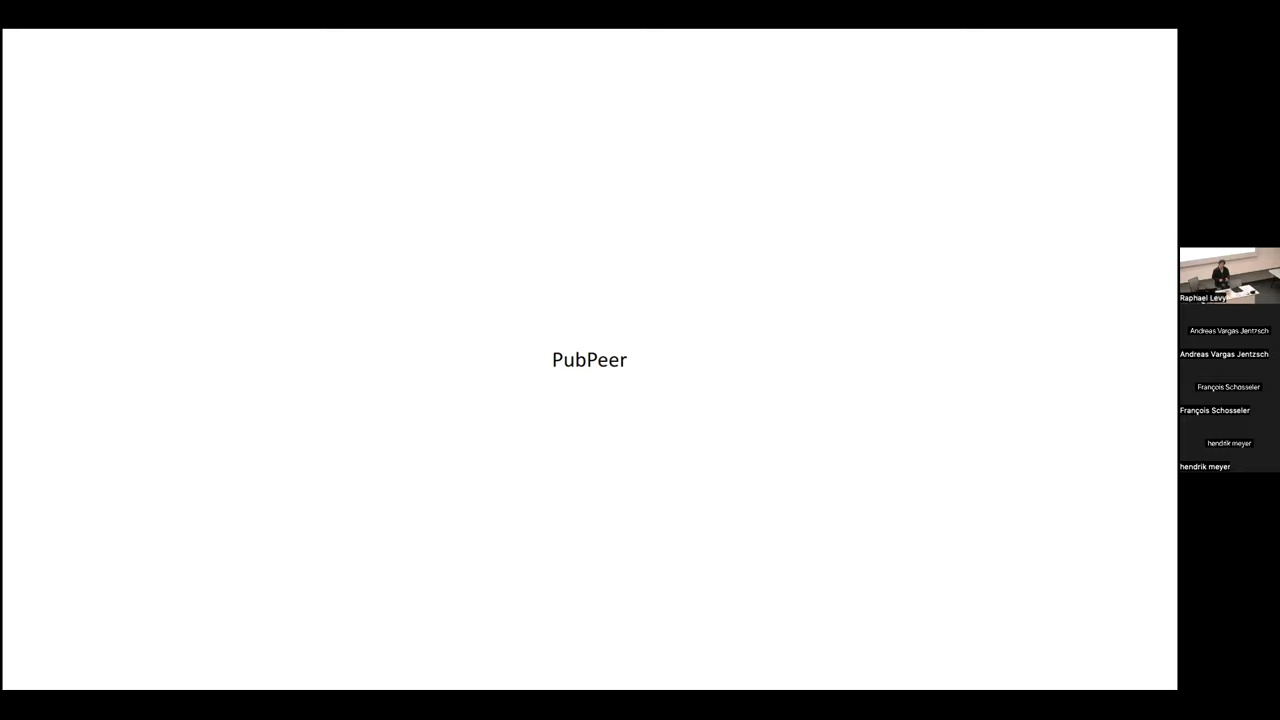 PubPeer
Raphael Levy
Andreas Vargas Jentzsch
Andreas Vargas Jentzsch
François Schosseler
François Schosseler
hendrik meyer
hendrik meyer